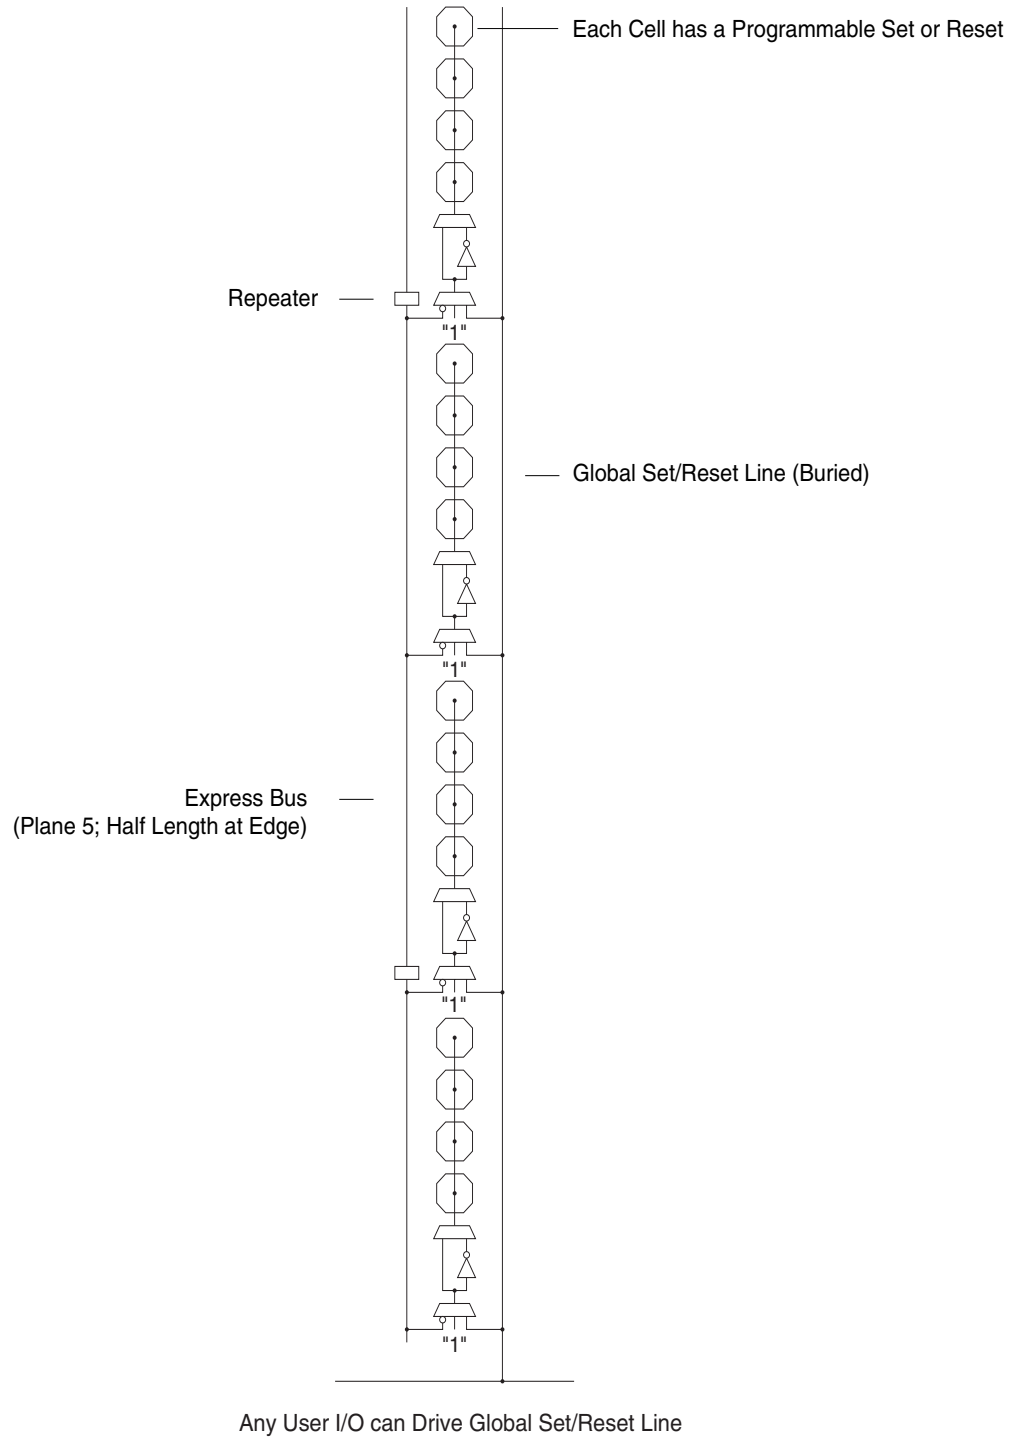 Each Cell has a Programmable Set or Reset
Repeater
"1"
Global Set/Reset Line (Buried)
"1"
Express Bus
(Plane 5; Half Length at Edge)
"1"
"1"
Any User I/O can Drive Global Set/Reset Line